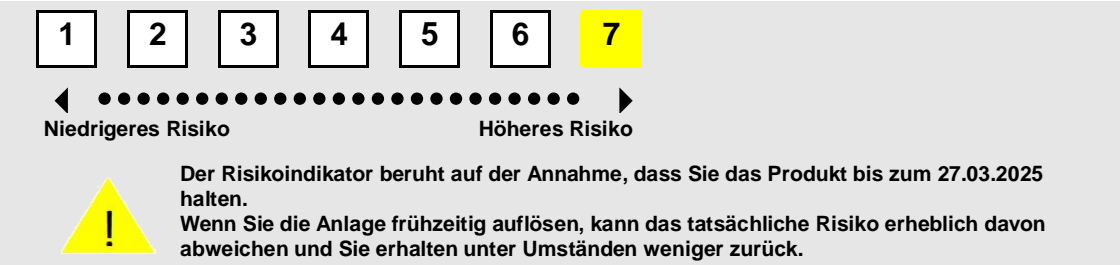 1 2 3 4 5 6 7
Niedrigeres Risiko Höheres Risiko
Der Risikoindikator beruht auf der Annahme, dass Sie das Produkt bis zum 27.03.2025
halten.
Wenn Sie die Anlage frühzeitig auflösen, kann das tatsächliche Risiko erheblich davon
abweichen und Sie erhalten unter Umständen weniger zurück.
!